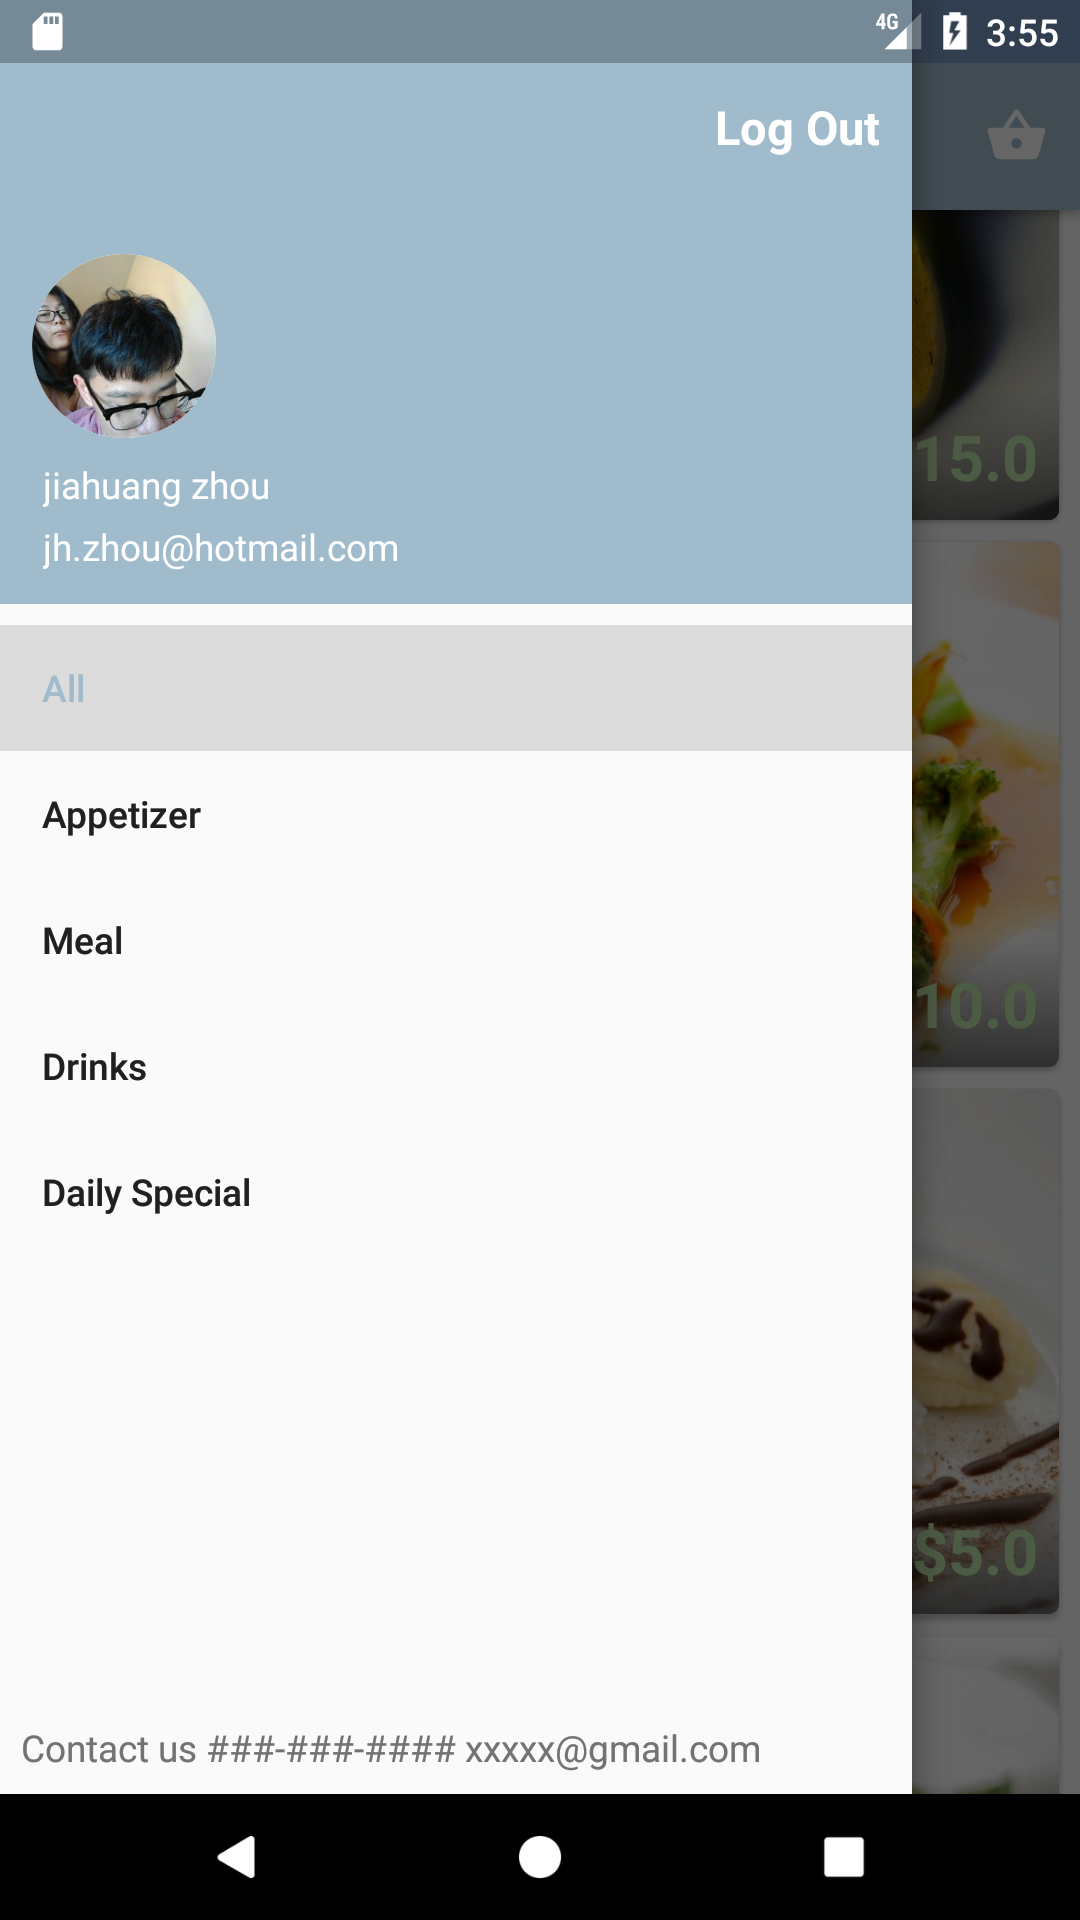 4G 3:55
Log Out
15.0
jiahuang zhou
jh.zhou@hotmail.com
All
Appetizer
Meal
10.0
Drinks
Daily Special
$5.0
Contact us ###-###-#### xxxxx@gmail.com